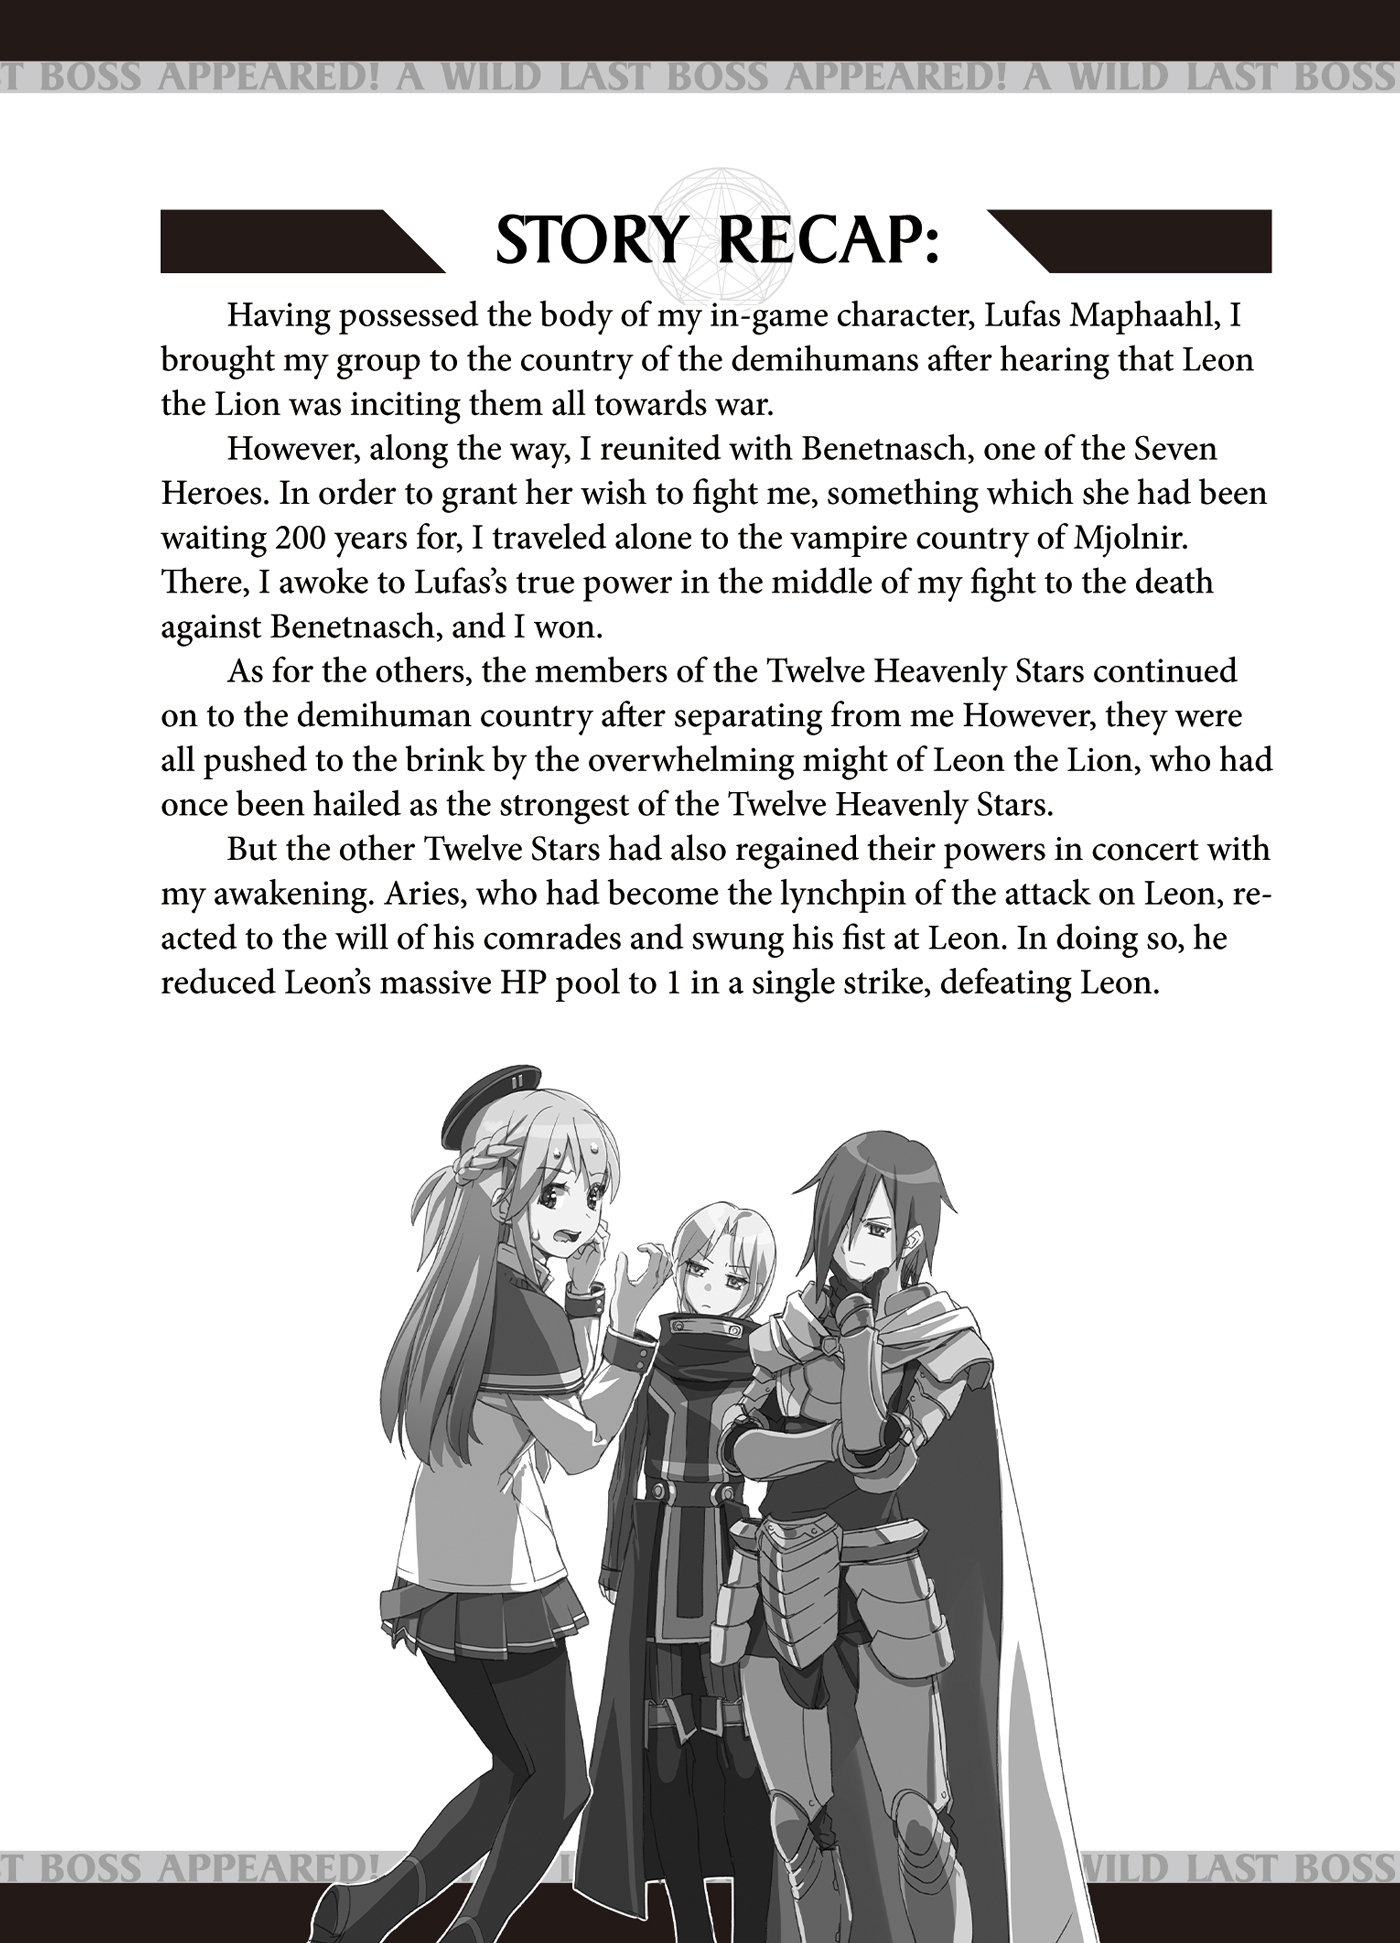 T BOSS APPEARED! A WILD LAST BOSS APPEARED! A WILD LAST BOSS
STORY RECAP:
Having possessed the body of my in-game character, Lufas Maphaahl, I
brought my group to the country of the demihumans after hearing that Leon
the Lion was inciting them all towards war.
However, along the way, I reunited with Benetnasch, one of the Seven
Heroes. In order to grant her wish to fight me, something which she had been
waiting 200 years for, I traveled alone to the vampire country of Mjolnir.
There, I awoke to Lufas’s true power in the middle of my fight to the death
against Benetnasch, and I won.
As for the others, the members of the Twelve Heavenly Stars continued
on to the demihuman country after separating from me However, they were
all pushed to the brink by the overwhelming might of Leon the Lion, who had
once been hailed as the strongest of the Twelve Heavenly Stars.
But the other Twelve Stars had also regained their powers in concert with
my awakening. Aries, who had become the lynchpin of the attack on Leon, re-
acted to the will of his comrades and swung his fist at Leon. In doing so, he
reduced Leon’s massive HP pool to 1 in a single strike, defeating Leon.
T BOSS APPEARED! WILD LAST BOSS